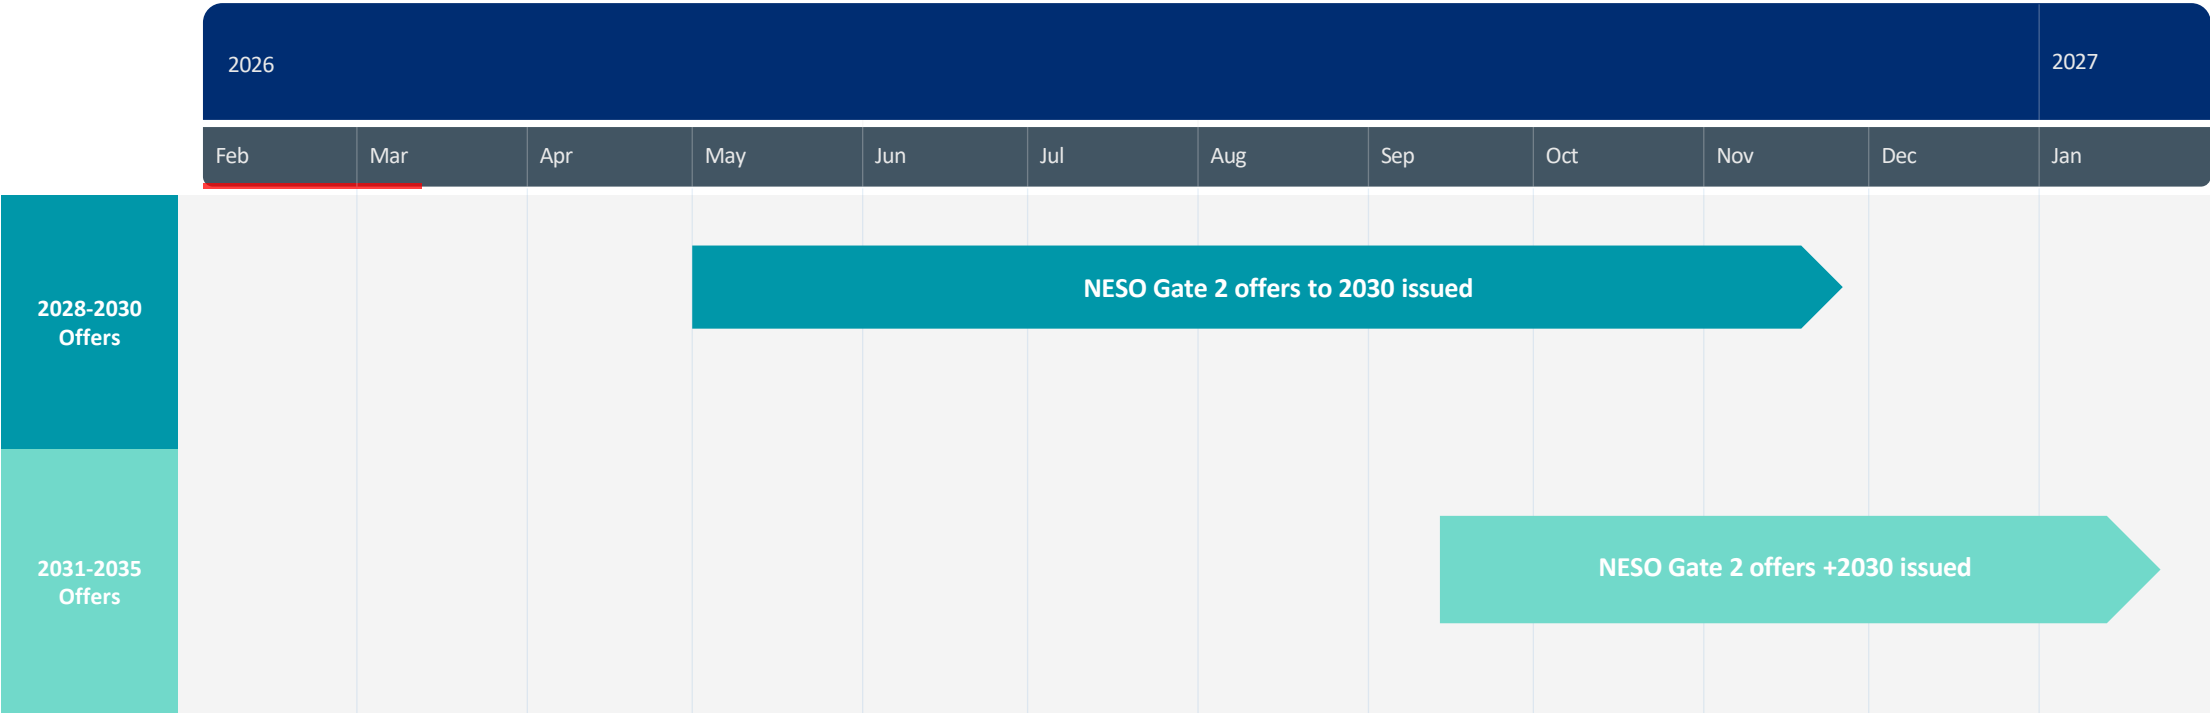 2026
2027
Feb
Mar
Apr
May
Jun
Jul
Aug
Sep
Oct
Nov
Dec
Jan
2028-2030
Offers
NESO Gate 2 offers to 2030 issued
2031-2035
Offers
NESO Gate 2 offers +2030 issued